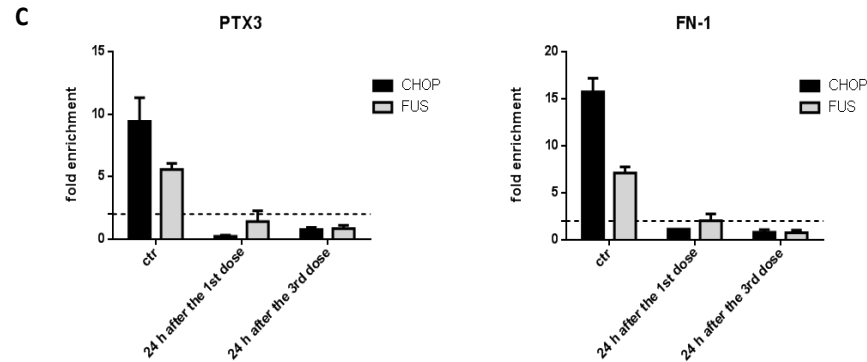 C
PTX3
fold enrichment
15
10
5
0
CHOP
FUS
ctr
24 h after the 1st dose
24 h after the 3rd dose
FN-1
fold enrichment
20
15
10
5
0
CHOP
FUS
ctr
24 h after the 1st dose
24 h after the 3rd dose